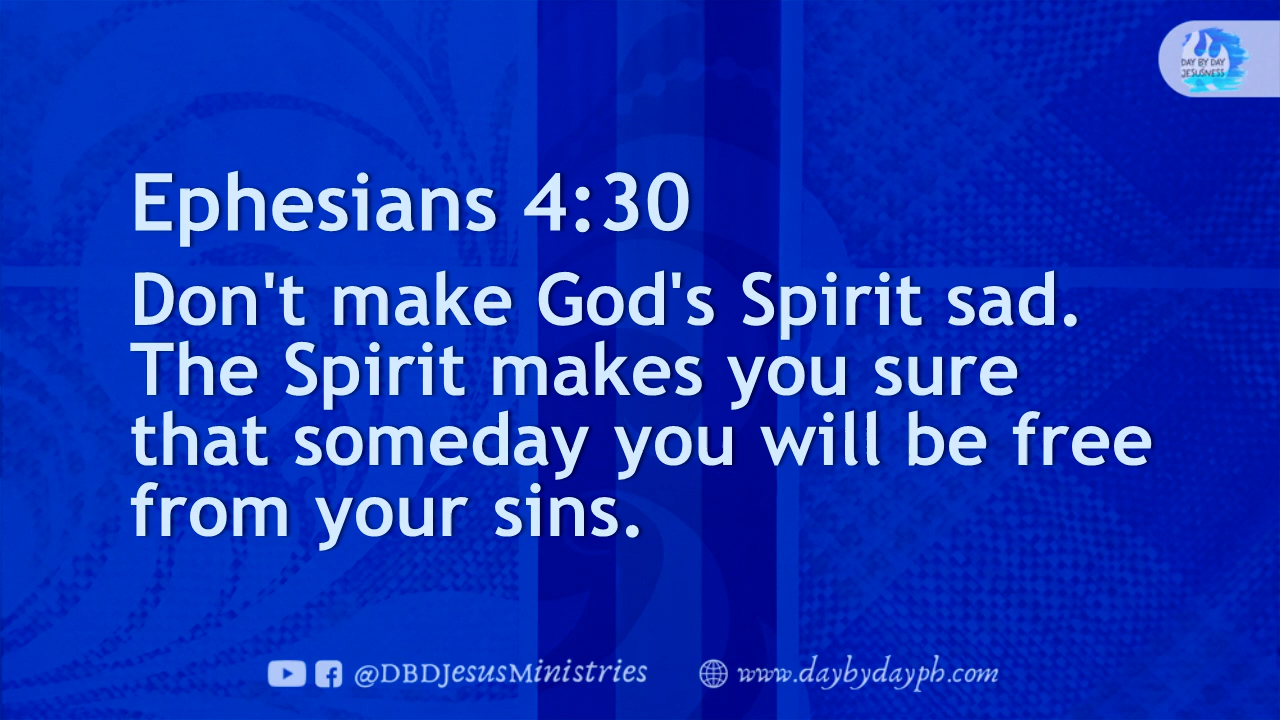 DAY BY DAY
JESUSNESS
Ephesians 4:30
Don't make God's Spirit sad.
The Spirit makes you sure
that someday you will be free
from your sins.
@DBDJesusMinistries
www.daybydayph.com